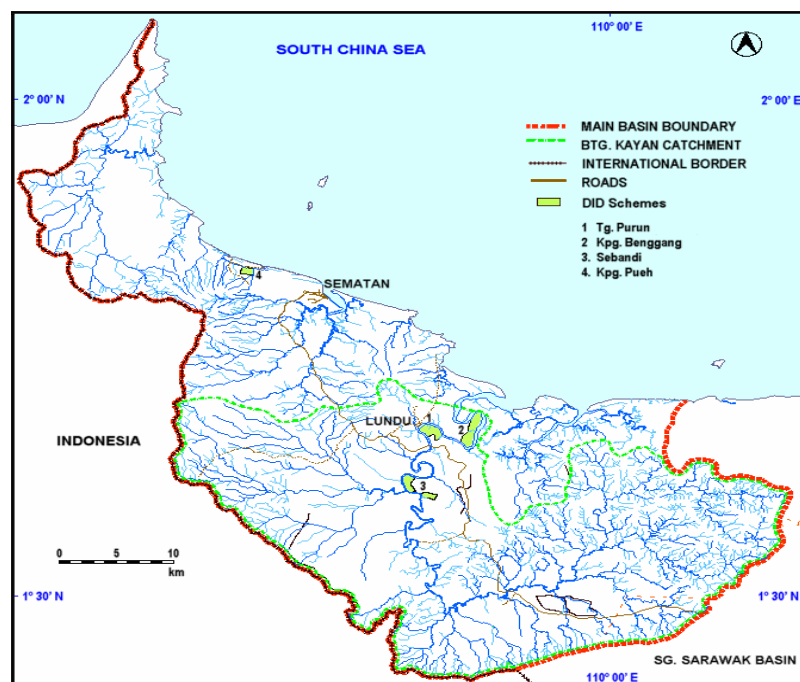 110° 00' E
SOUTH CHINA SEA
2° 00' N
2° 00' E
MAIN BASIN BOUNDARY
BTG. KAYAN CATCHMENT
INTERNATIONAL BORDER
ROADS
DID Schemes
1 Tg. Purun
2 Kpg. Benggang
3. Sebandi
4. Kpg. Pueh
4
SEMATAN
LUNDU
1
2
INDONESIA
3
0 5 10
km
1° 30' N
1° 30' E
SG. SARAWAK BASIN
110° 00' E